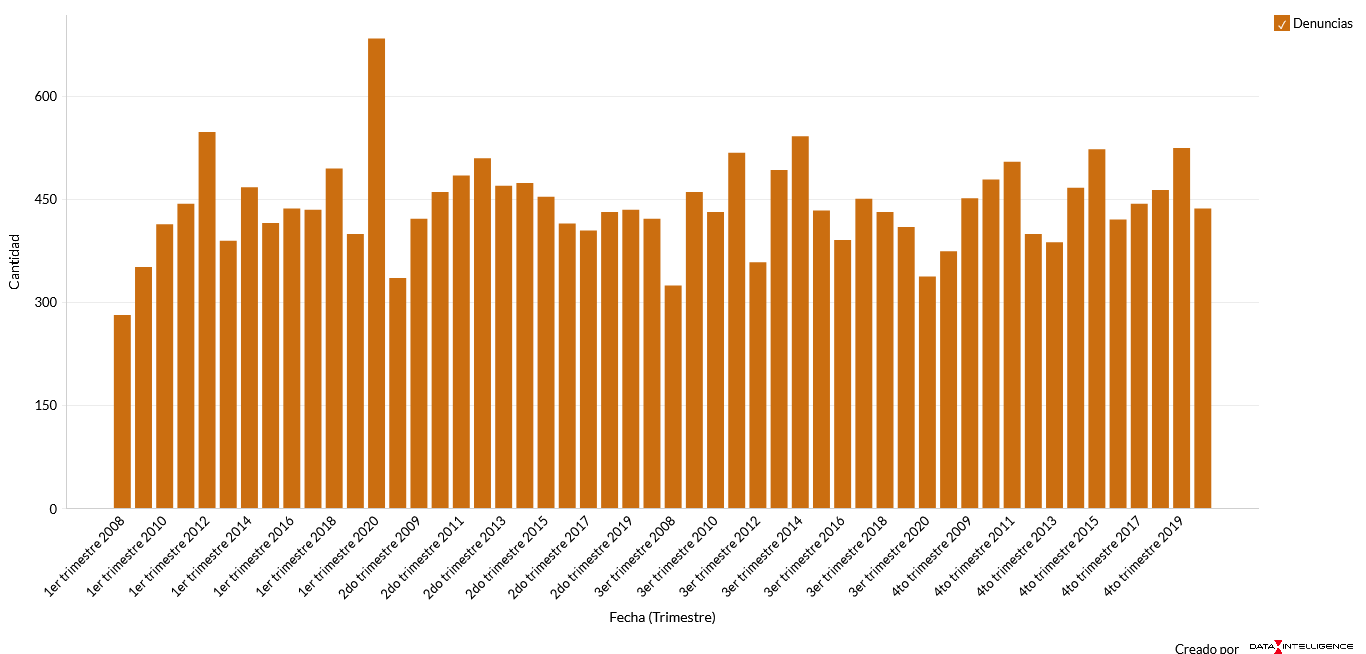 ✓ Denuncias
Cantidad
600
450
300
150
0
1er trimestre 2008
1er trimestre 2010
1er trimestre 2012
1er trimestre 2014
1er trimestre 2016
1er trimestre 2018
1er trimestre 2020
2do trimestre 2009
2do trimestre 2011
2do trimestre 2013
2do trimestre 2015
2do trimestre 2017
2do trimestre 2019
3er trimestre 2008
3er trimestre 2010
3er trimestre 2012
3er trimestre 2014
3er trimestre 2016
3er trimestre 2018
3er trimestre 2020
4to trimestre 2009
4to trimestre 2011
4to trimestre 2013
4to trimestre 2015
4to trimestre 2017
4to trimestre 2019
Fecha (Trimestre)
Creado por DATA INTELLIGENCE